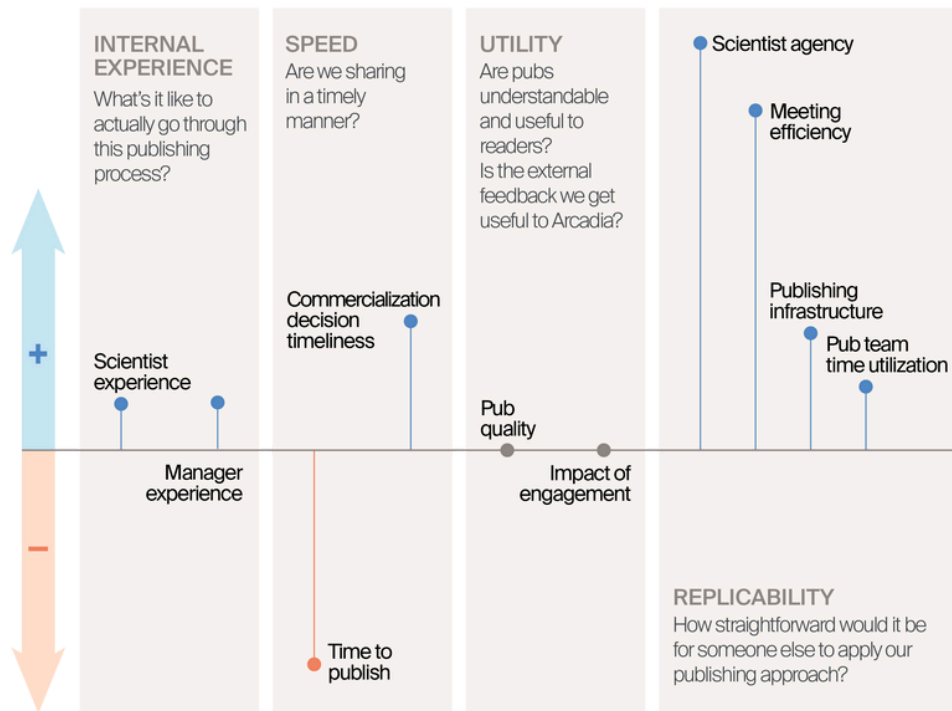 INTERNAL
EXPERIENCE
What's it like to
actually go through
this publishing
process?
SPEED
Are we sharing
in a timely
manner?
UTILITY
Are pubs
understandable
and useful to
readers?
Is the external
feedback we get
useful to Arcadia?
Scientist agency
Meeting
efficiency
Publishing
infrastructure
Pub team
time utilization
Commercialization
decision
timeliness
+
Scientist
experience
Pub
quality
Manager
experience
Impact of
engagement
−
Time to
publish
REPLICABILITY
How straightforward would it be
for someone else to apply our
publishing approach?